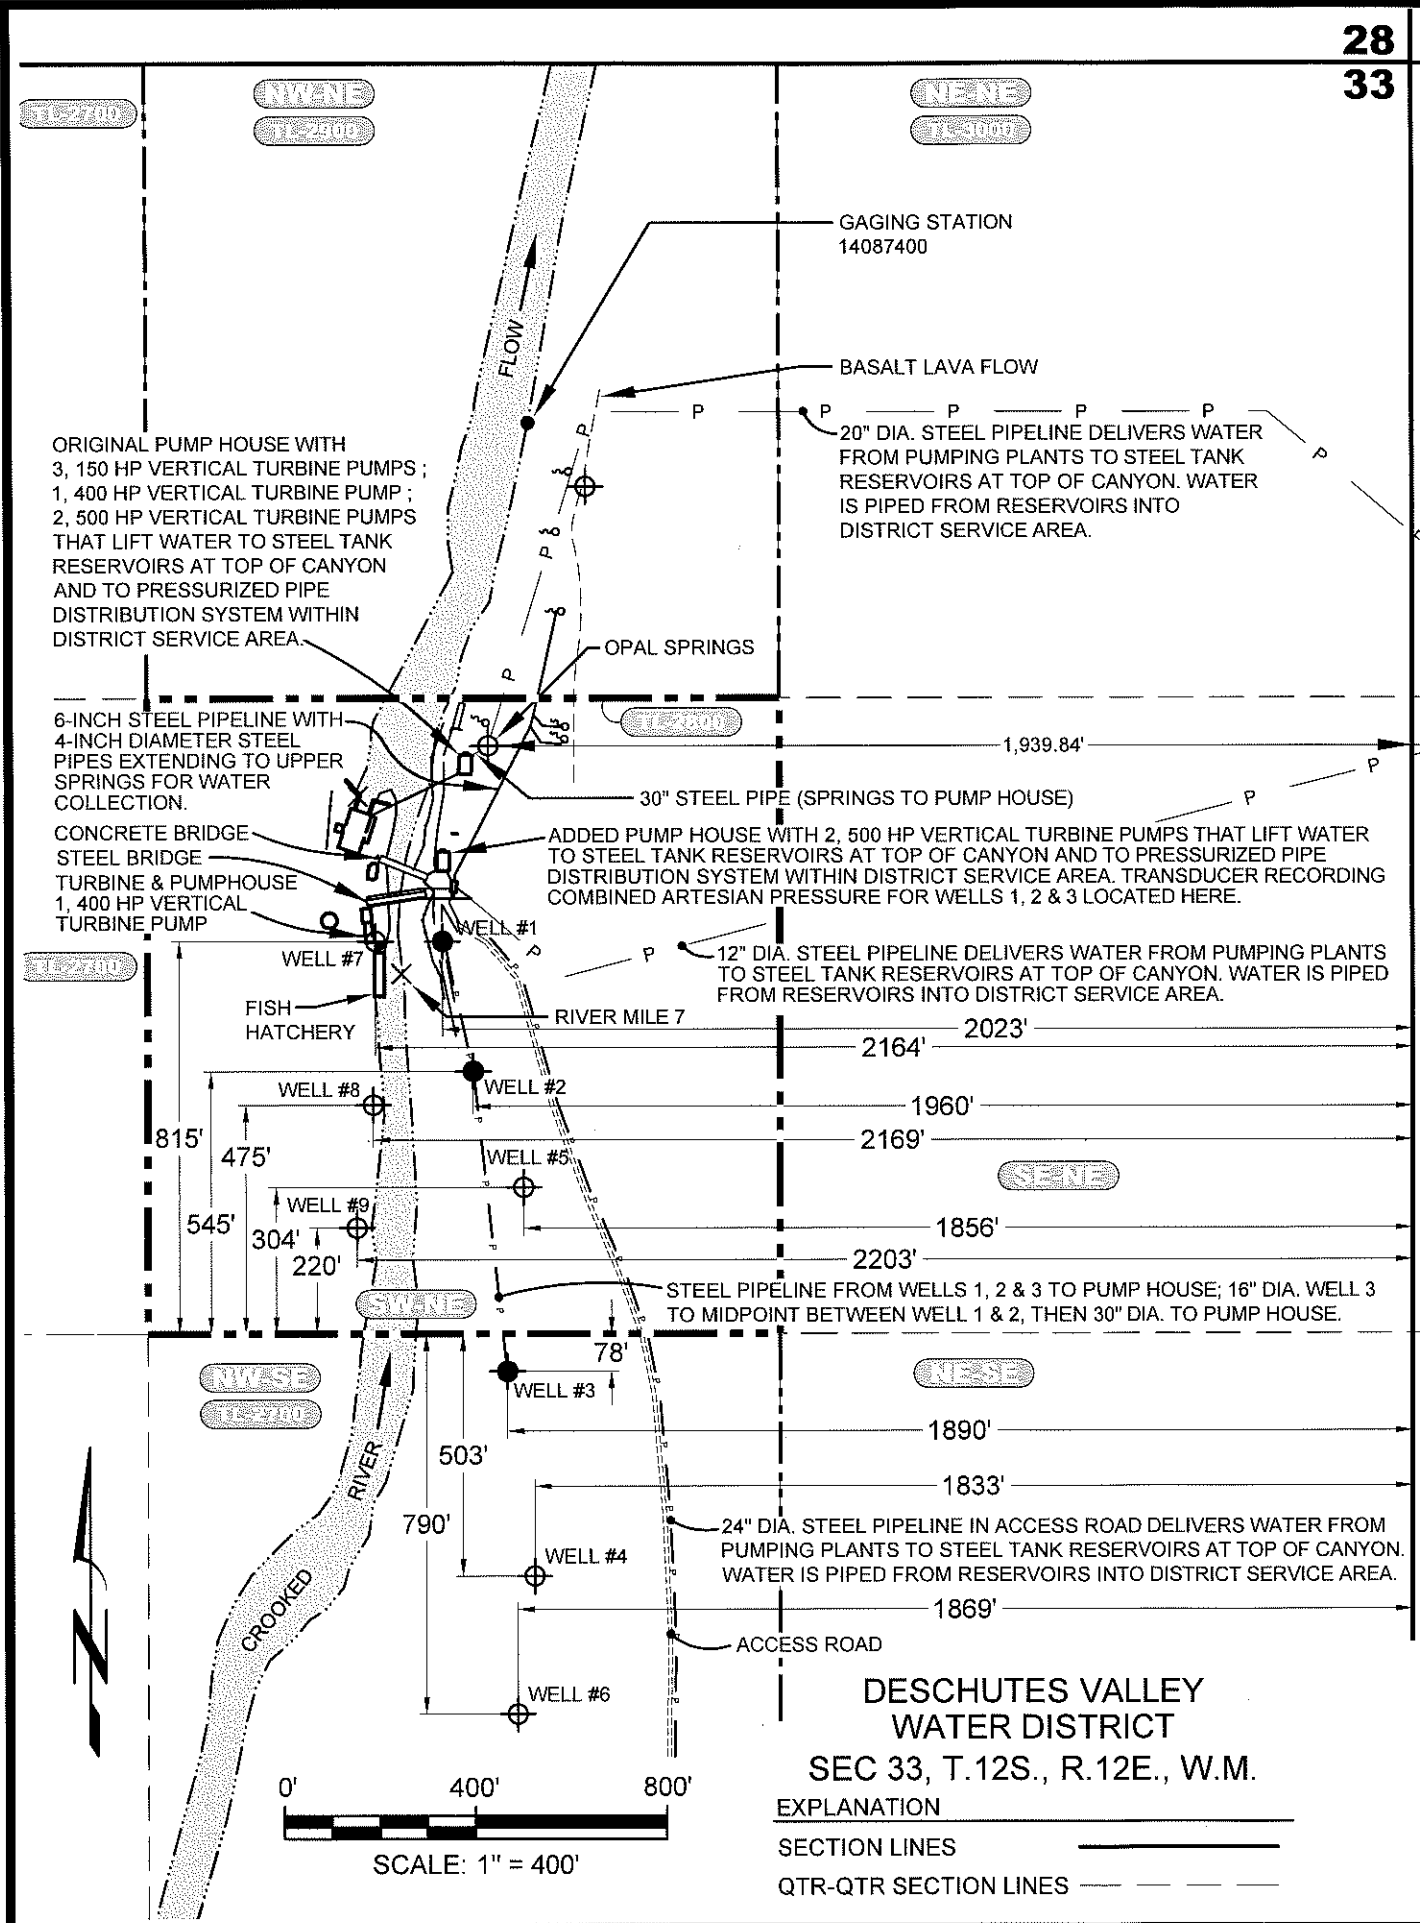 28
33
NW-NE
TL-2700
TL-2900
NE-NE
TL-3000
GAGING STATION
14087400
FLOW
BASALT LAVA FLOW
P
P
P
P
P
P
P
20" DIA. STEEL PIPELINE DELIVERS WATER
FROM PUMPING PLANTS TO STEEL TANK
RESERVOIRS AT TOP OF CANYON. WATER
IS PIPED FROM RESERVOIRS INTO
DISTRICT SERVICE AREA.
ORIGINAL PUMP HOUSE WITH
3, 150 HP VERTICAL TURBINE PUMPS ;
1, 400 HP VERTICAL TURBINE PUMP ;
2, 500 HP VERTICAL TURBINE PUMPS
THAT LIFT WATER TO STEEL TANK
RESERVOIRS AT TOP OF CANYON
AND TO PRESSURIZED PIPE
DISTRIBUTION SYSTEM WITHIN
DISTRICT SERVICE AREA.
P
P
P
OPAL SPRINGS
TL-2800
6-INCH STEEL PIPELINE WITH
4-INCH DIAMETER STEEL
PIPES EXTENDING TO UPPER
SPRINGS FOR WATER
COLLECTION.
1,939.84'
P
P
30" STEEL PIPE (SPRINGS TO PUMP HOUSE)
CONCRETE BRIDGE
STEEL BRIDGE
TURBINE & PUMPHOUSE
1, 400 HP VERTICAL
TURBINE PUMP
ADDED PUMP HOUSE WITH 2, 500 HP VERTICAL TURBINE PUMPS THAT LIFT WATER
TO STEEL TANK RESERVOIRS AT TOP OF CANYON AND TO PRESSURIZED PIPE
DISTRIBUTION SYSTEM WITHIN DISTRICT SERVICE AREA. TRANSDUCER RECORDING
COMBINED ARTESIAN PRESSURE FOR WELLS 1, 2 & 3 LOCATED HERE.
WELL #1
WELL #7
TL-2700
P
P
12" DIA. STEEL PIPELINE DELIVERS WATER FROM PUMPING PLANTS
TO STEEL TANK RESERVOIRS AT TOP OF CANYON. WATER IS PIPED
FROM RESERVOIRS INTO DISTRICT SERVICE AREA.
FISH
HATCHERY
RIVER MILE 7
2023'
2164'
WELL #8
WELL #2
1960'
815'
475'
2169'
WELL #5
SE-NE
WELL #9
545'
304'
1856'
220'
2203'
STEEL PIPELINE FROM WELLS 1, 2 & 3 TO PUMP HOUSE; 16" DIA. WELL 3
TO MIDPOINT BETWEEN WELL 1 & 2, THEN 30" DIA. TO PUMP HOUSE.
SW-NE
78'
NW-SE
TL-2700
NE-SE
WELL #3
1890'
503'
1833'
RIVER
790'
24" DIA. STEEL PIPELINE IN ACCESS ROAD DELIVERS WATER FROM
PUMPING PLANTS TO STEEL TANK RESERVOIRS AT TOP OF CANYON.
WATER IS PIPED FROM RESERVOIRS INTO DISTRICT SERVICE AREA.
WELL #4
CROOKED
1869'
ACCESS ROAD
N
WELL #6
DESCHUTES VALLEY
WATER DISTRICT
SEC 33, T.12S., R.12E., W.M.
0' 400' 800'
SCALE: 1" = 400'
EXPLANATION
SECTION LINES
QTR-QTR SECTION LINES